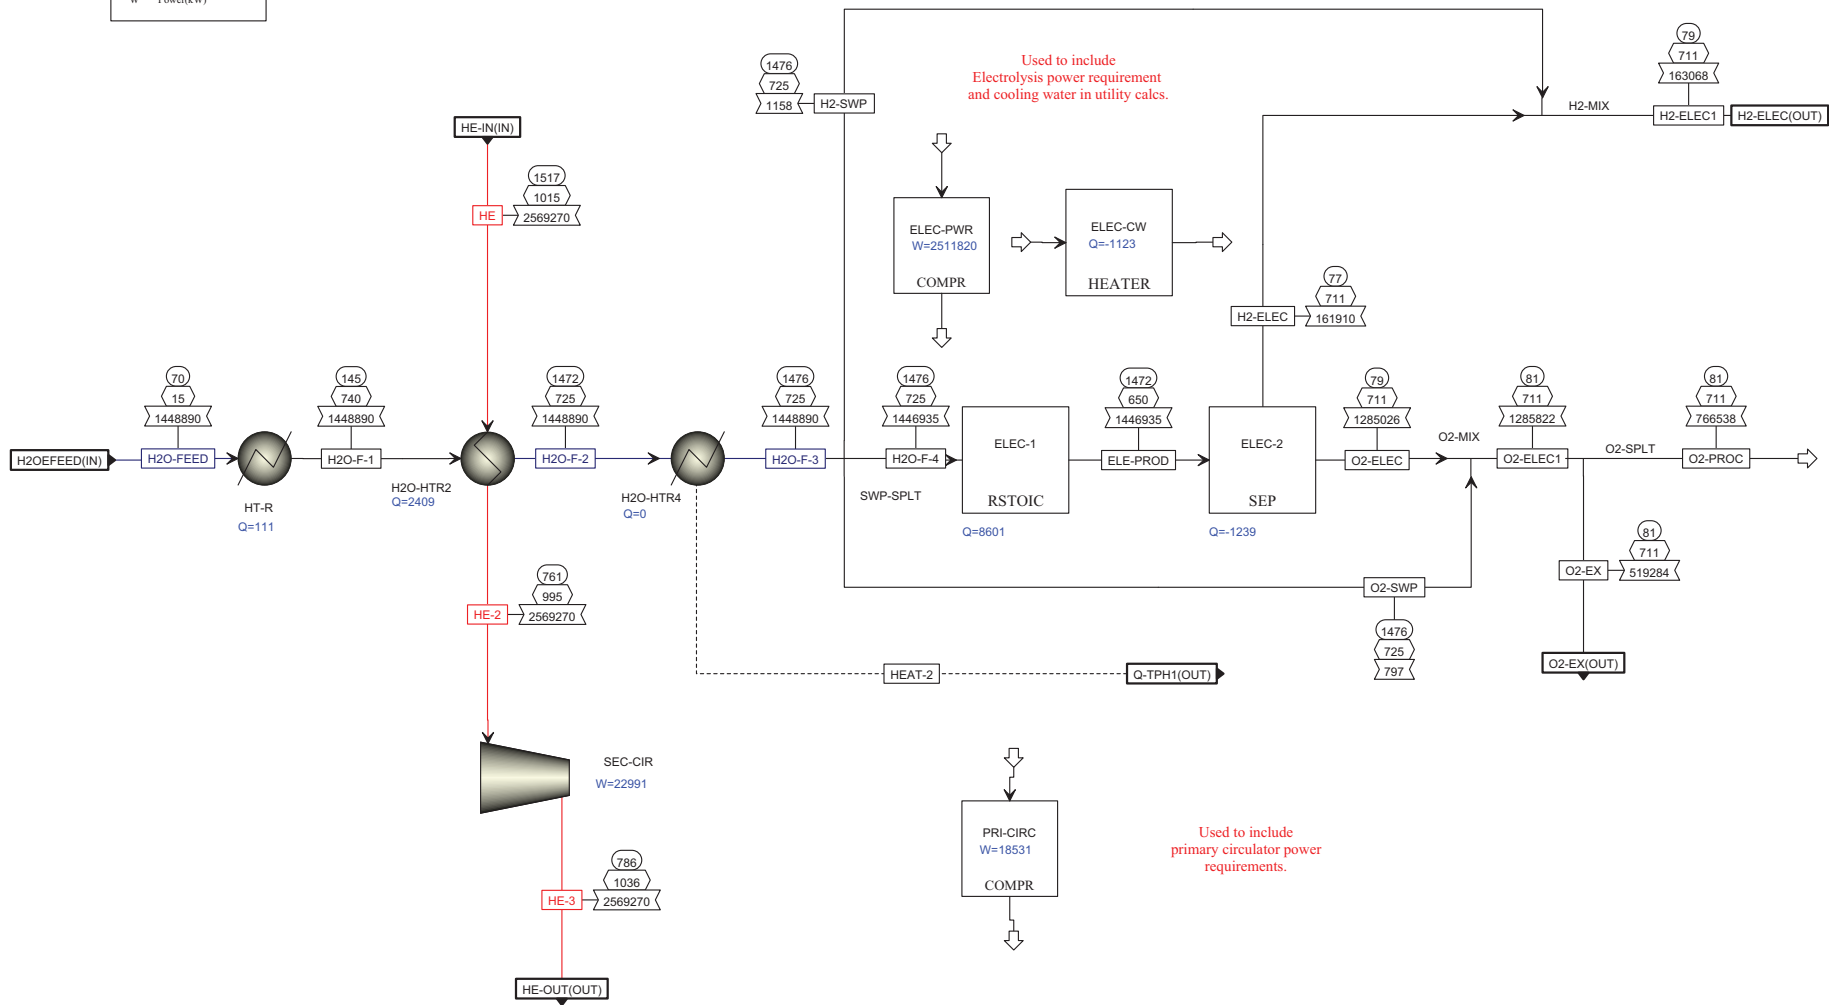 W Power(kW)
1476
725
1158
H2-SWP
Used to include
Electrolysis power requirement
and cooling water in utility calcs.
79
711
163068
H2-MIX
H2-ELEC1
H2-ELEC(OUT)
HE-IN(IN)
1517
1015
2569270
HE
ELEC-PWR
W=2511820
COMPR
ELEC-CW
Q=-1123
HEATER
77
711
161910
H2-ELEC
70
15
1448890
H2OEFEED(IN)
H2O-FEED
HT-R
Q=111
145
740
1448890
H2O-F-1
H2O-HTR2
Q=2409
1472
725
1448890
H2O-F-2
H2O-HTR4
Q=0
1476
725
1448890
H2O-F-3
SWP-SPLT
1476
725
1446935
H2O-F-4
ELEC-1
RSTOIC
Q=8601
1472
650
1446935
ELE-PROD
ELEC-2
SEP
Q=-1239
79
711
1285026
O2-ELEC
O2-MIX
81
711
1285822
O2-ELEC1
O2-SPLT
81
711
766538
O2-PROC
81
711
519284
O2-EX
O2-EX(OUT)
O2-SWP
1476
725
797
761
995
2569270
HE-2
HEAT-2
Q-TPH1(OUT)
SEC-CIR
W=22991
PRI-CIRC
W=18531
COMPR
Used to include
primary circulator power
requirements.
786
1036
2569270
HE-3
HE-OUT(OUT)